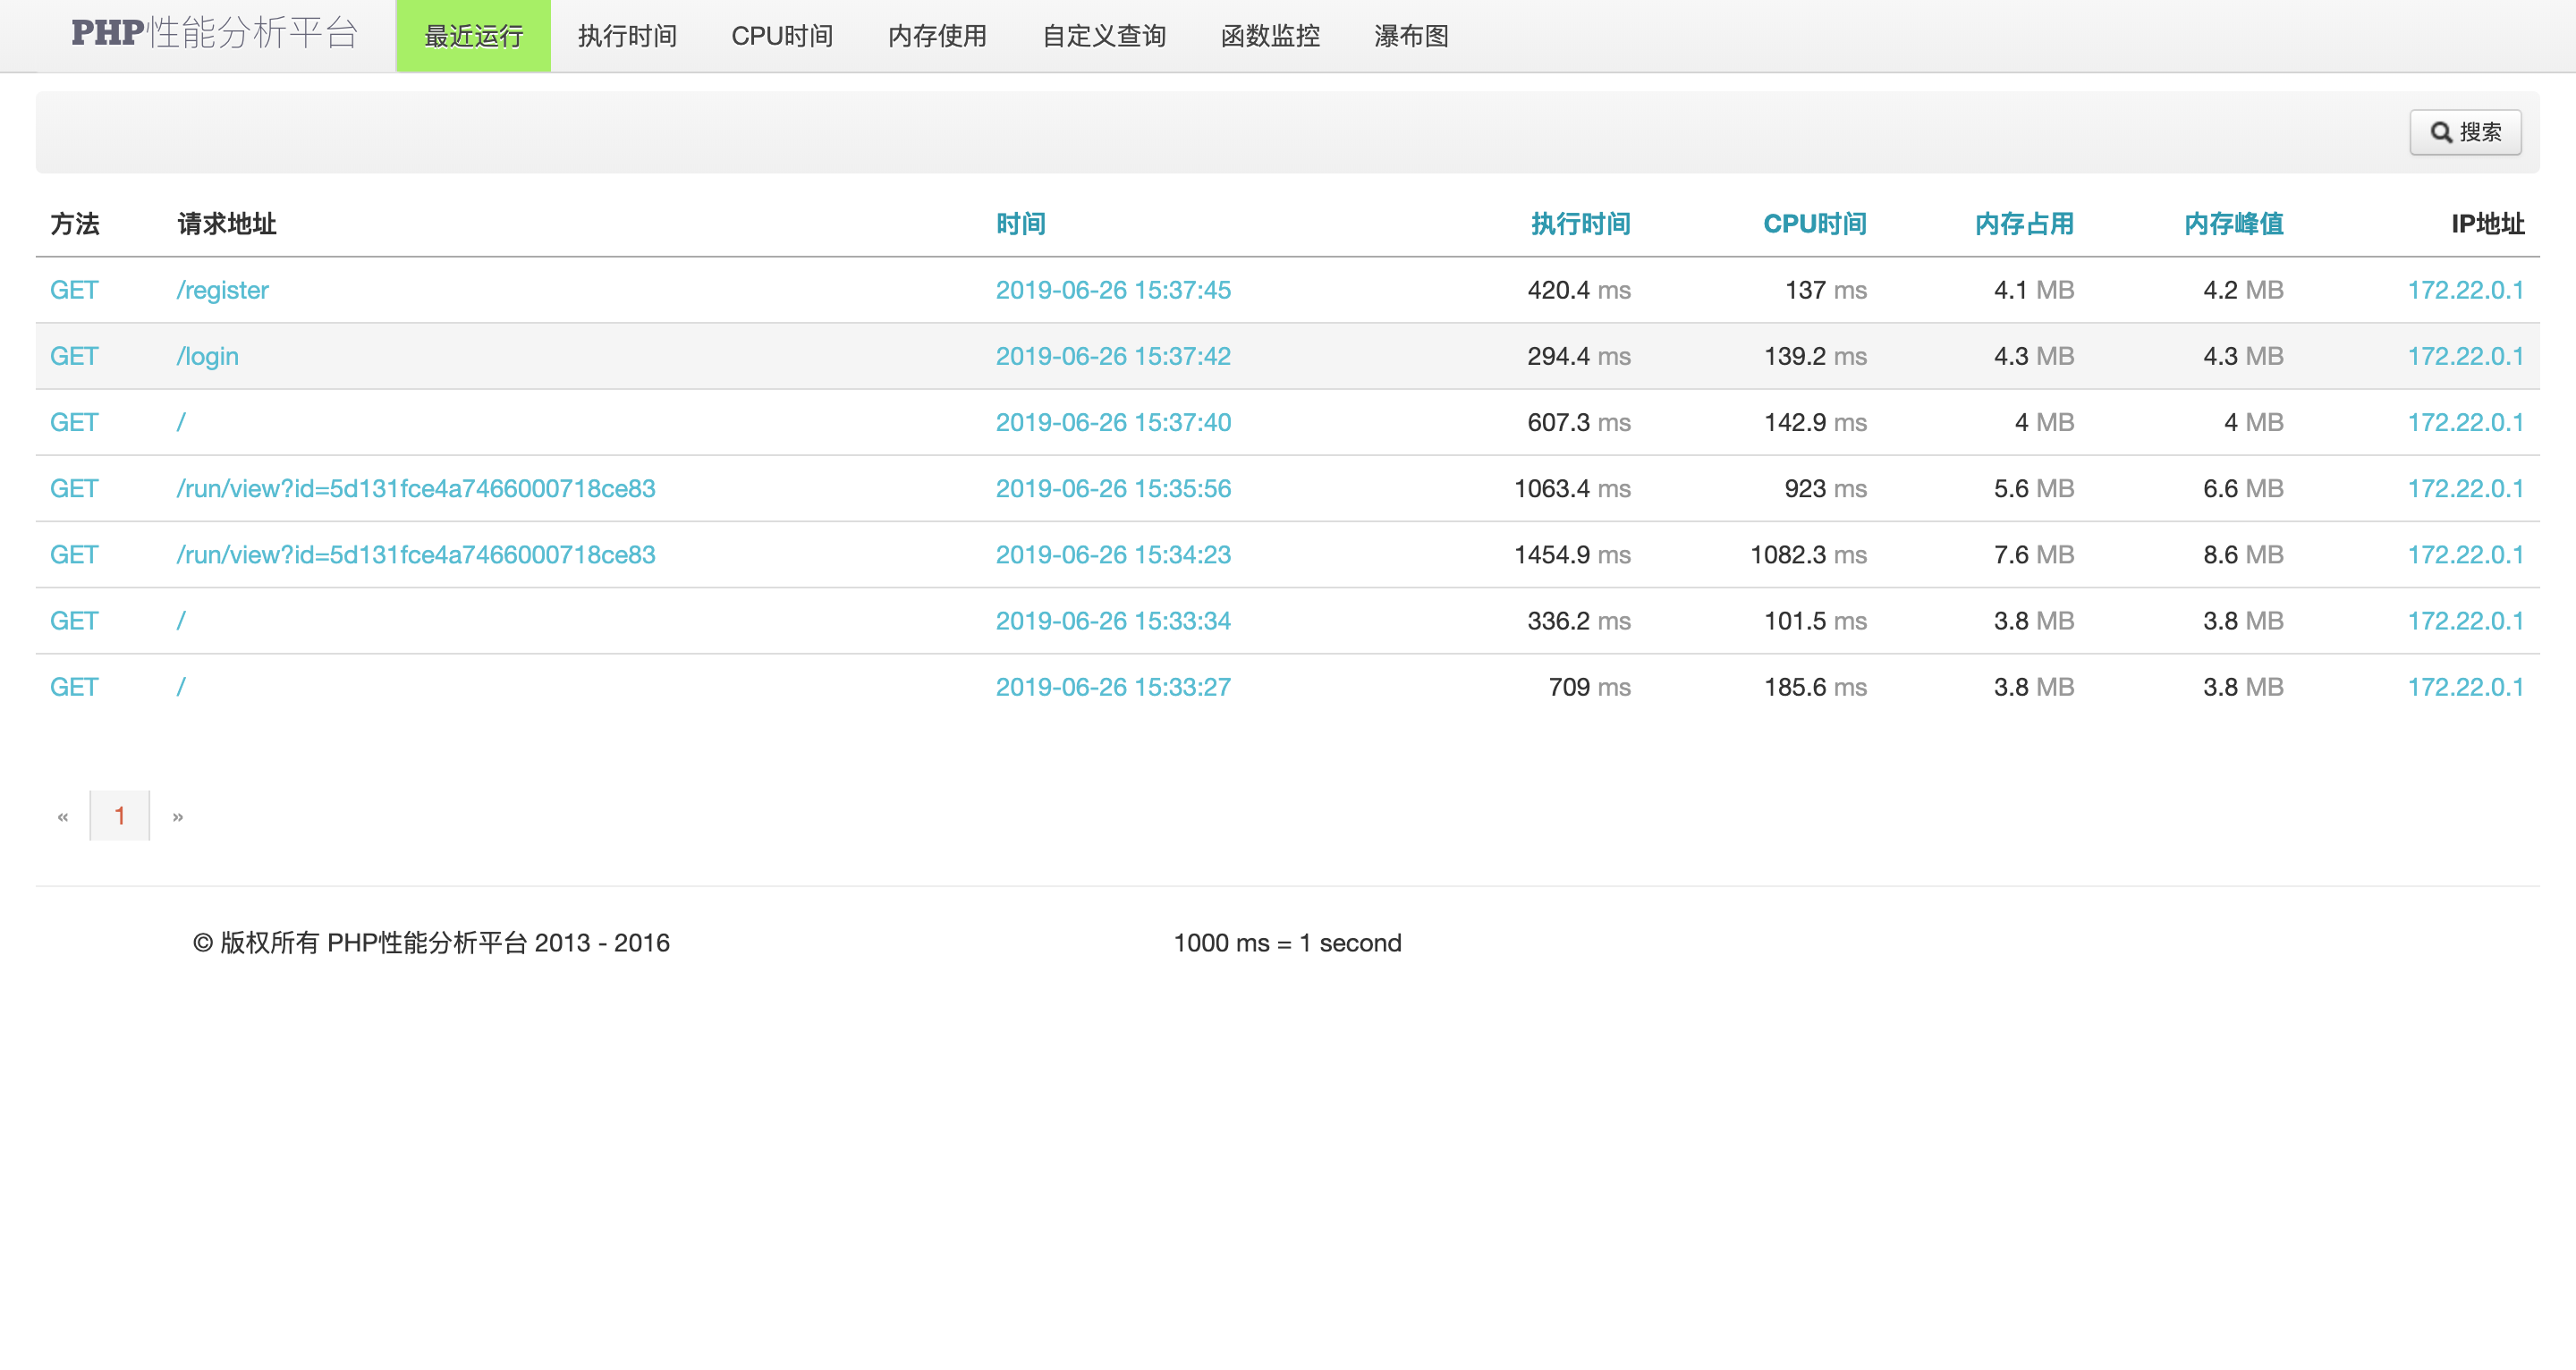 PHP性能分析平台 最近运行 执行时间 CPU时间 内存使用 自定义查询 函数监控 瀑布图
搜索
方法 请求地址 时间 执行时间 CPU时间 内存占用 内存峰值 IP地址
GET /register 2019-06-26 15:37:45 420.4 ms 137 ms 4.1 MB 4.2 MB 172.22.0.1
GET /login 2019-06-26 15:37:42 294.4 ms 139.2 ms 4.3 MB 4.3 MB 172.22.0.1
GET / 2019-06-26 15:37:40 607.3 ms 142.9 ms 4 MB 4 MB 172.22.0.1
GET /run/view?id=5d131fce4a7466000718ce83 2019-06-26 15:35:56 1063.4 ms 923 ms 5.6 MB 6.6 MB 172.22.0.1
GET /run/view?id=5d131fce4a7466000718ce83 2019-06-26 15:34:23 1454.9 ms 1082.3 ms 7.6 MB 8.6 MB 172.22.0.1
GET / 2019-06-26 15:33:34 336.2 ms 101.5 ms 3.8 MB 3.8 MB 172.22.0.1
GET / 2019-06-26 15:33:27 709 ms 185.6 ms 3.8 MB 3.8 MB 172.22.0.1
« 1 »
© 版权所有 PHP性能分析平台 2013 - 2016 1000 ms = 1 second